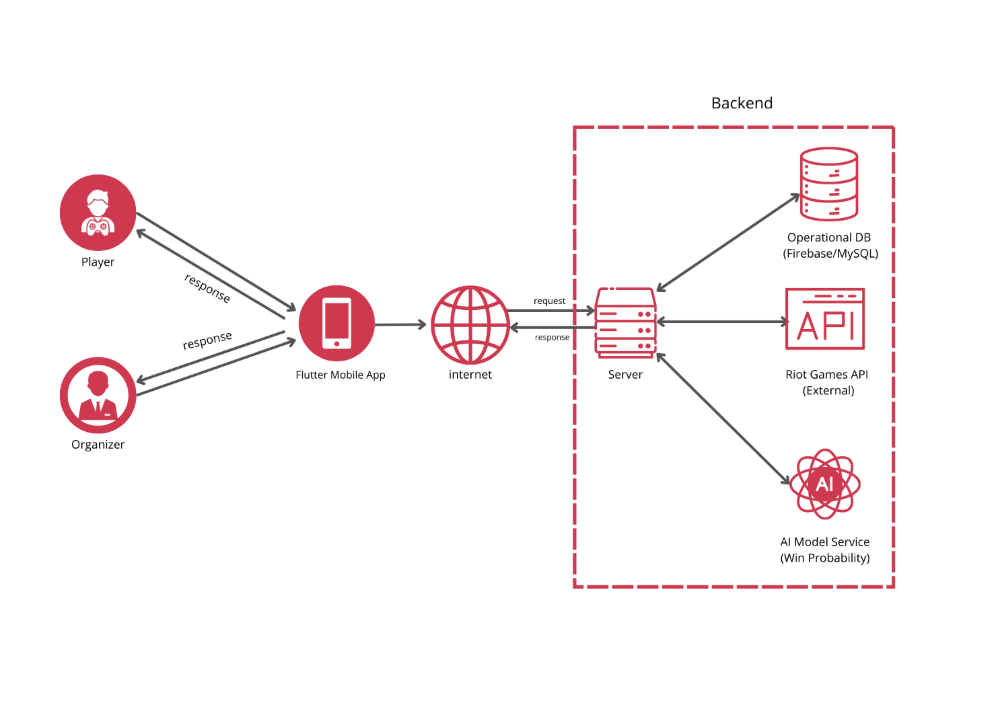 Backend
Player
response
response
Organizer
Flutter Mobile App
internet
request
response
Server
Operational DB
(Firebase/MySQL)
API
Riot Games API
(External)
AI
AI Model Service
(Win Probability)